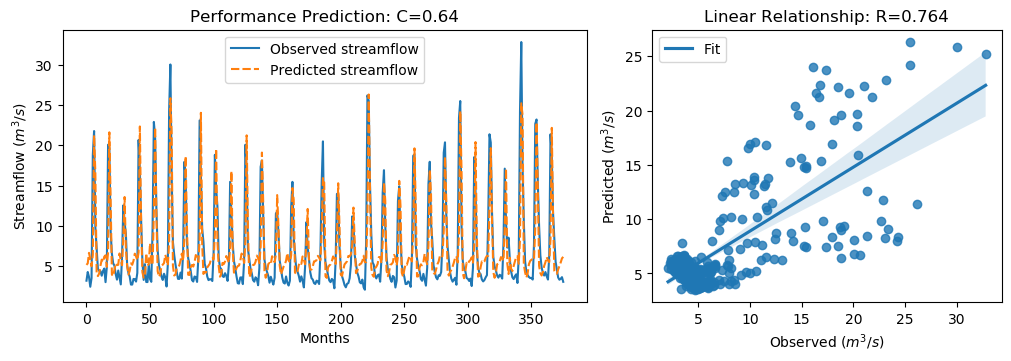 Performance Prediction: C=0.64
Observed streamflow
Predicted streamflow
Streamflow (m³/s)
30
25
20
15
10
5
0
50
100
150
200
250
300
350
Months
Linear Relationship: R=0.764
Fit
Predicted (m³/s)
25
20
15
10
5
5
10
15
20
25
30
Observed (m³/s)